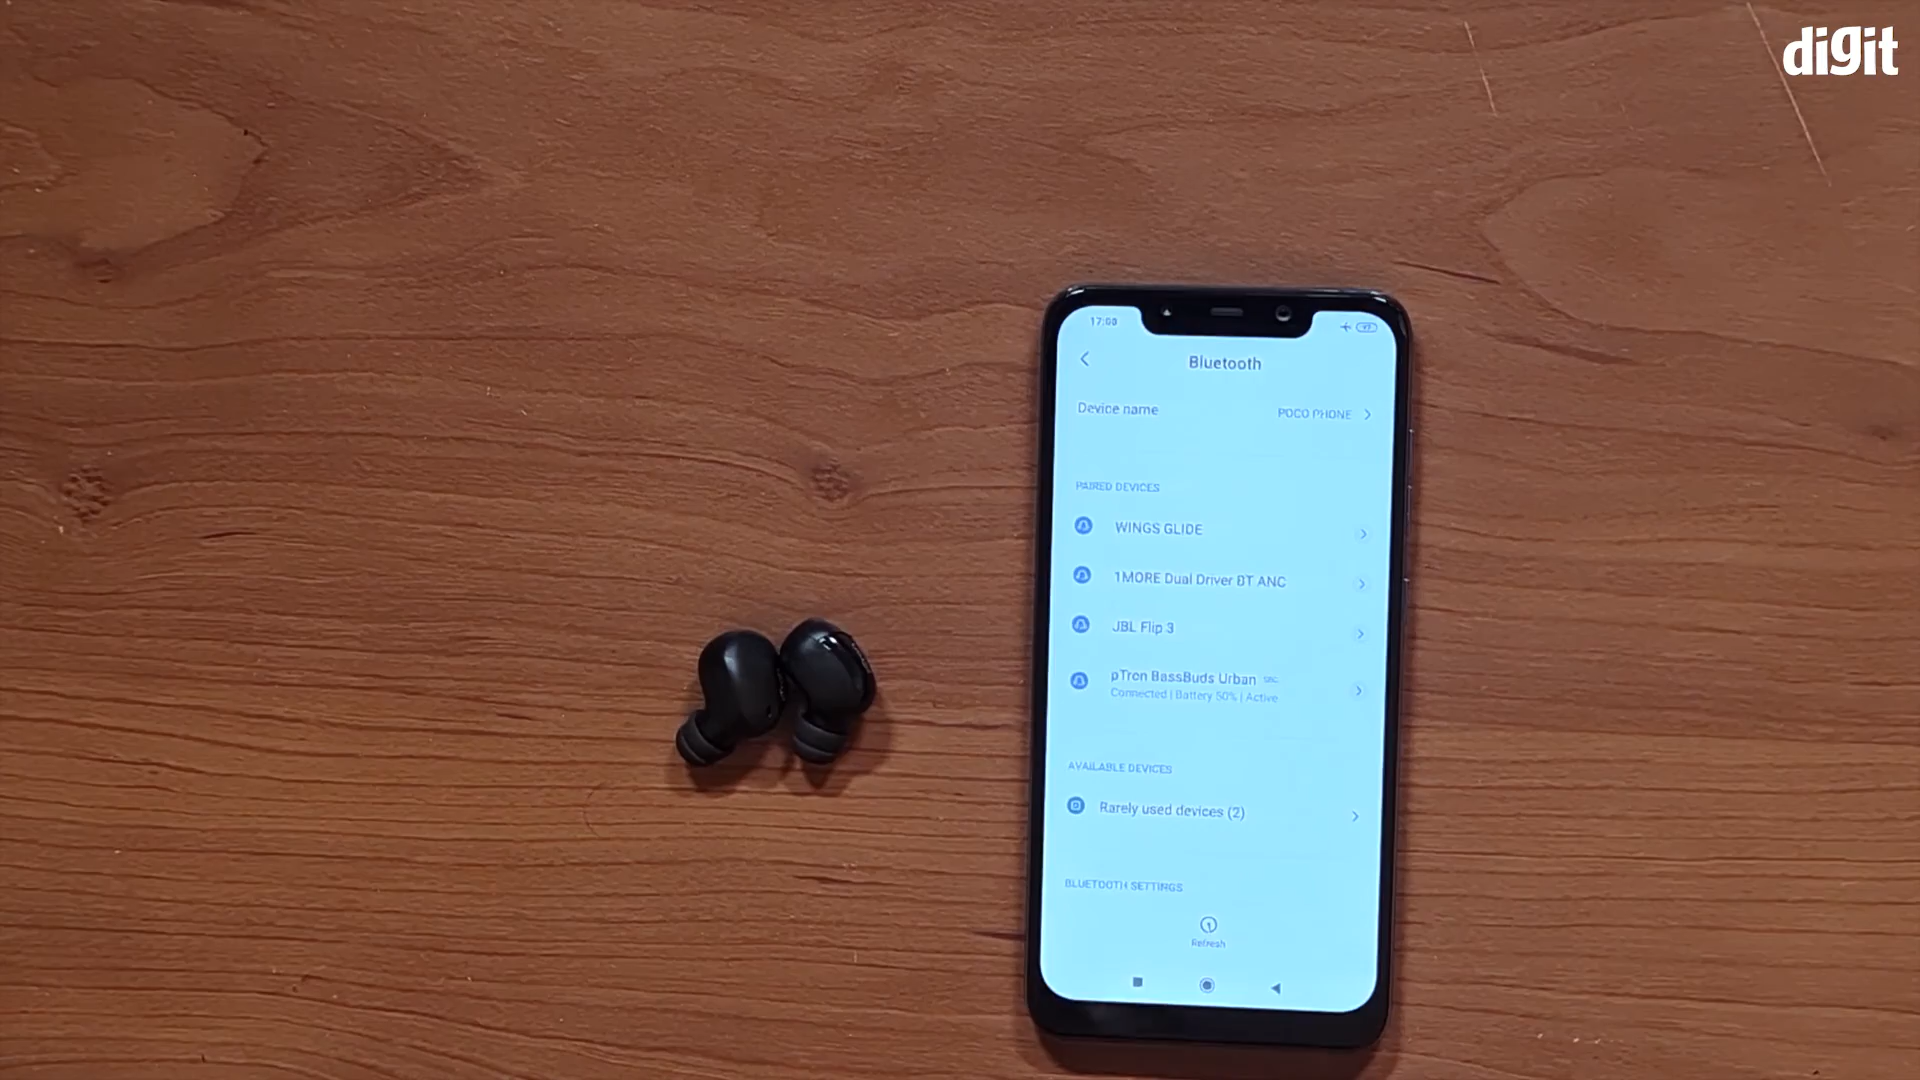 digit
17:00
Bluetooth
Device name POCO PHONE
PAIRED DEVICES
WINGS GLIDE
1MORE Dual Driver BT ANC
JBL Flip 3
pTron BassBuds Urban SBC
Connected | Battery 50% | Active
AVAILABLE DEVICES
Rarely used devices (2)
BLUETOOTH SETTINGS
Refresh